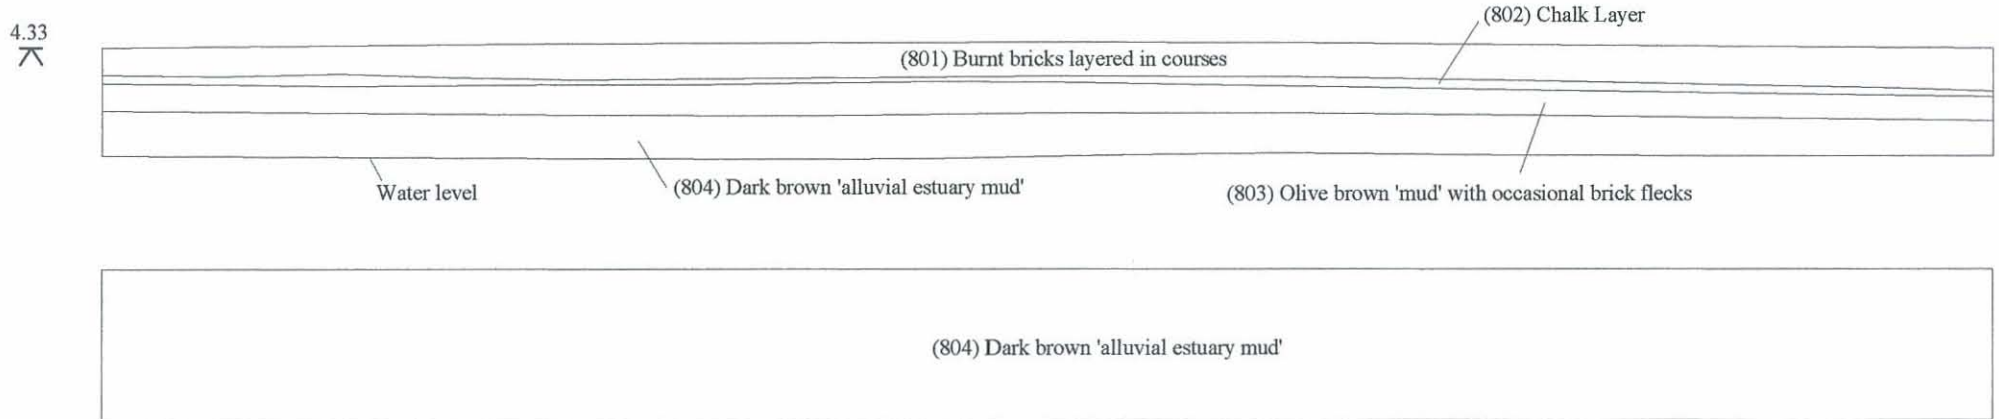 (802) Chalk Layer
4.33
(801) Burnt bricks layered in courses
Water level
(804) Dark brown 'alluvial estuary mud'
(803) Olive brown 'mud' with occasional brick flecks
(804) Dark brown 'alluvial estuary mud'